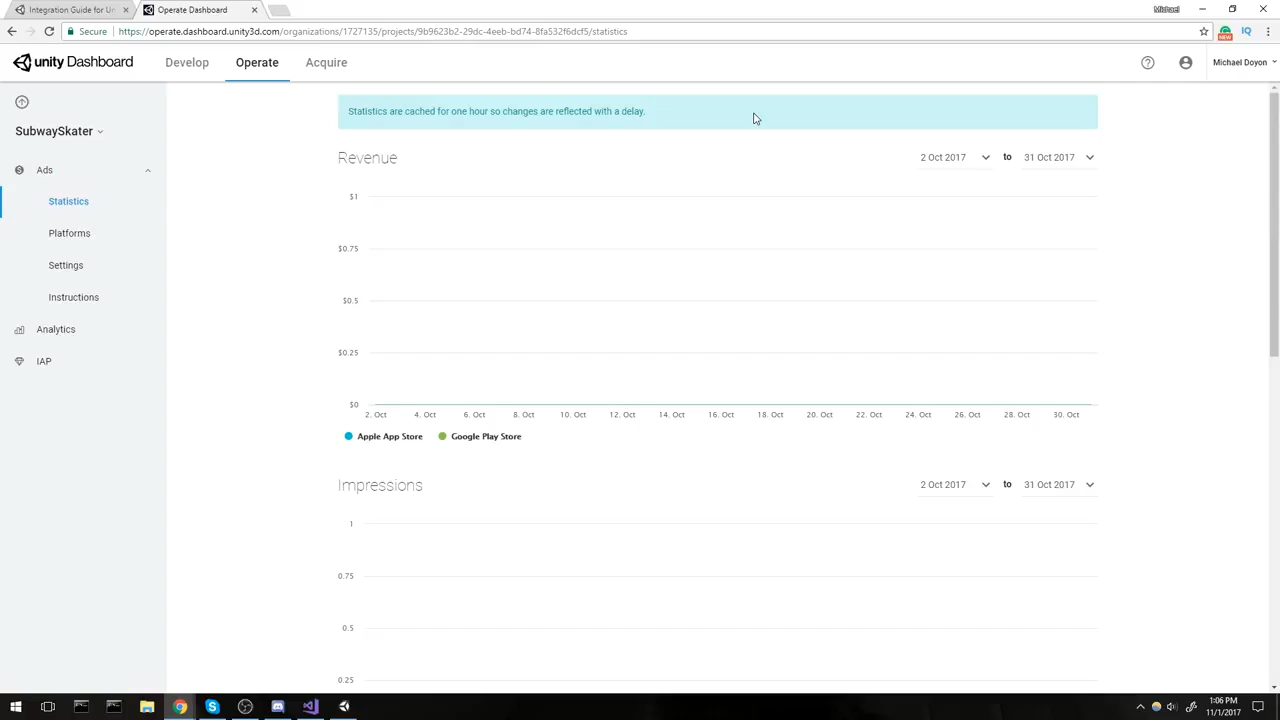 Integration Guide for Un
Operate Dashboard
Michael
Secure
https://operate.dashboard.unity3d.com/organizations/1727135/projects/9b9623b2-29dc-4eeb-bd74-8fa532f6dcf5/statistics
NEW
IQ
unity Dashboard
Develop
Operate
Acquire
Michael Doyon
SubwaySkater
Ads
Statistics
Platforms
Settings
Instructions
Analytics
IAP
Statistics are cached for one hour so changes are reflected with a delay.
Revenue
2 Oct 2017 to 31 Oct 2017
$1
$0.75
$0.5
$0.25
$0
2. Oct 4. Oct 6. Oct 8. Oct 10. Oct 12. Oct 14. Oct 16. Oct 18. Oct 20. Oct 22. Oct 24. Oct 26. Oct 28. Oct 30. Oct
Apple App Store Google Play Store
Impressions
2 Oct 2017 to 31 Oct 2017
1
0.75
0.5
0.25
1:06 PM
11/1/2017